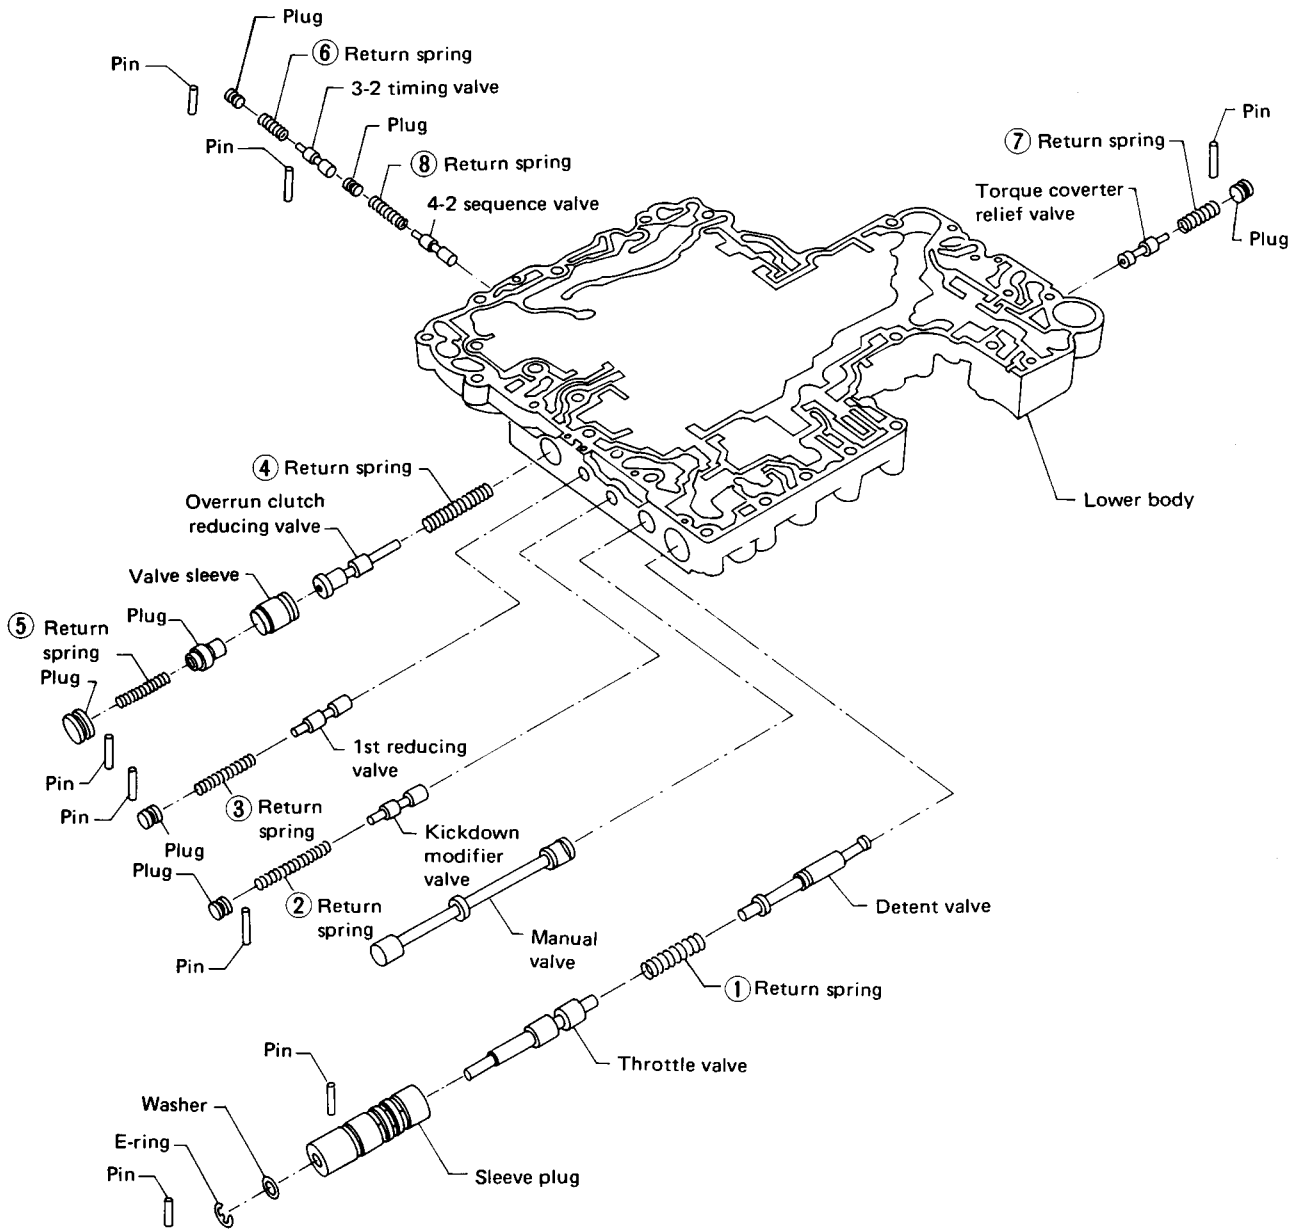 Plug
⑥ Return spring
Pin
3-2 timing valve
Plug
Pin
⑧ Return spring
4-2 sequence valve
Pin
⑦ Return spring
Torque coverter
relief valve
Plug
④ Return spring
Overrun clutch
reducing valve
Lower body
Valve sleeve
Plug
⑤ Return
spring
Plug
1st reducing
valve
Pin
Pin
③ Return
spring
Plug
Kickdown
modifier
valve
Plug
② Return
spring
Pin
Manual
valve
Detent valve
① Return spring
Throttle valve
Pin
Washer
E-ring
Pin
Sleeve plug